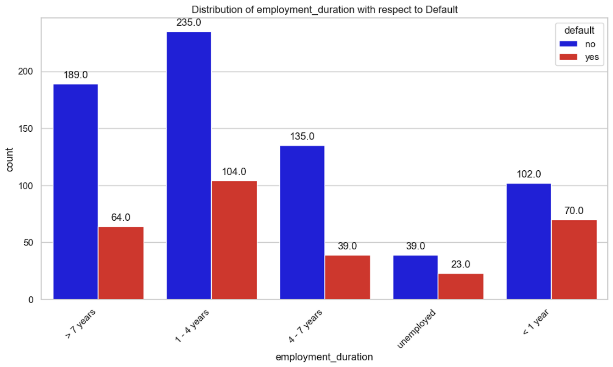 Distribution of employment_duration with respect to Default
default
no
yes
count
200
150
100
50
0
189.0
64.0
235.0
104.0
135.0
39.0
39.0
23.0
102.0
70.0
> 7 years
1 - 4 years
4 - 7 years
unemployed
< 1 year
employment_duration